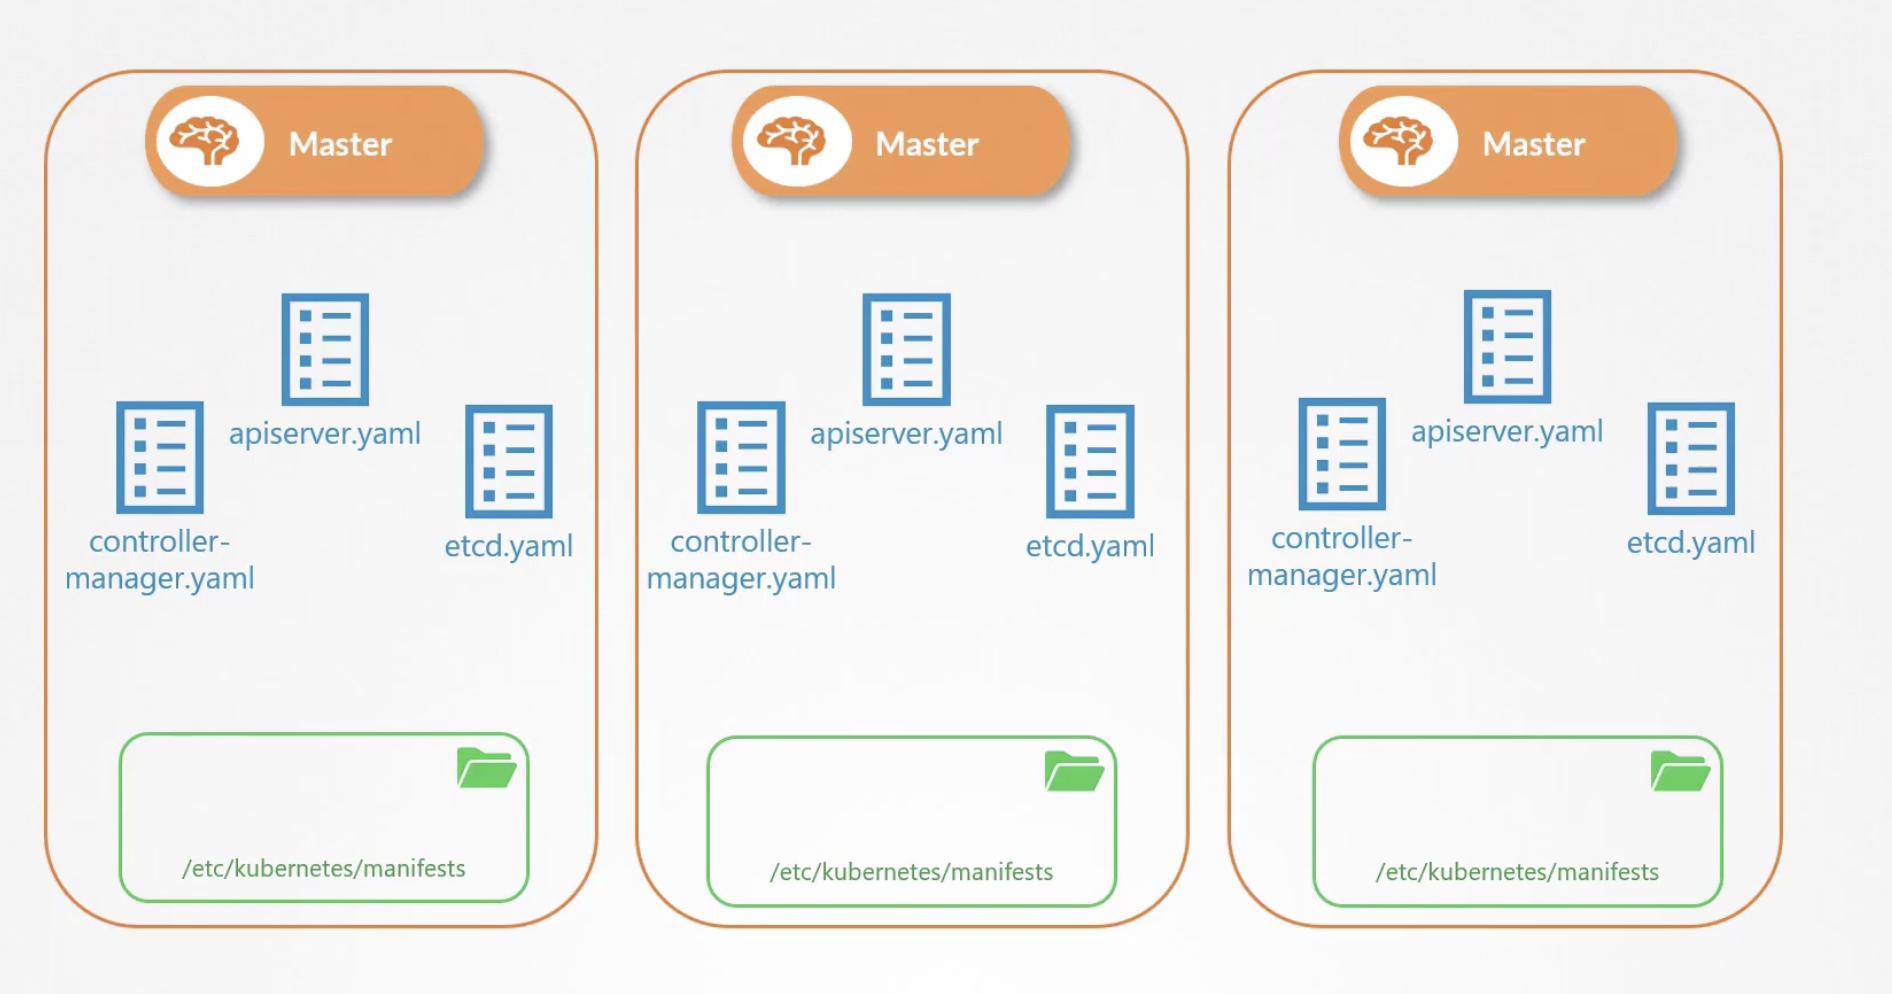 Master
apiserver.yaml
controller-
manager.yaml
etcd.yaml
/etc/kubernetes/manifests
Master
apiserver.yaml
controller-
manager.yaml
etcd.yaml
/etc/kubernetes/manifests
Master
apiserver.yaml
controller-
manager.yaml
etcd.yaml
/etc/kubernetes/manifests